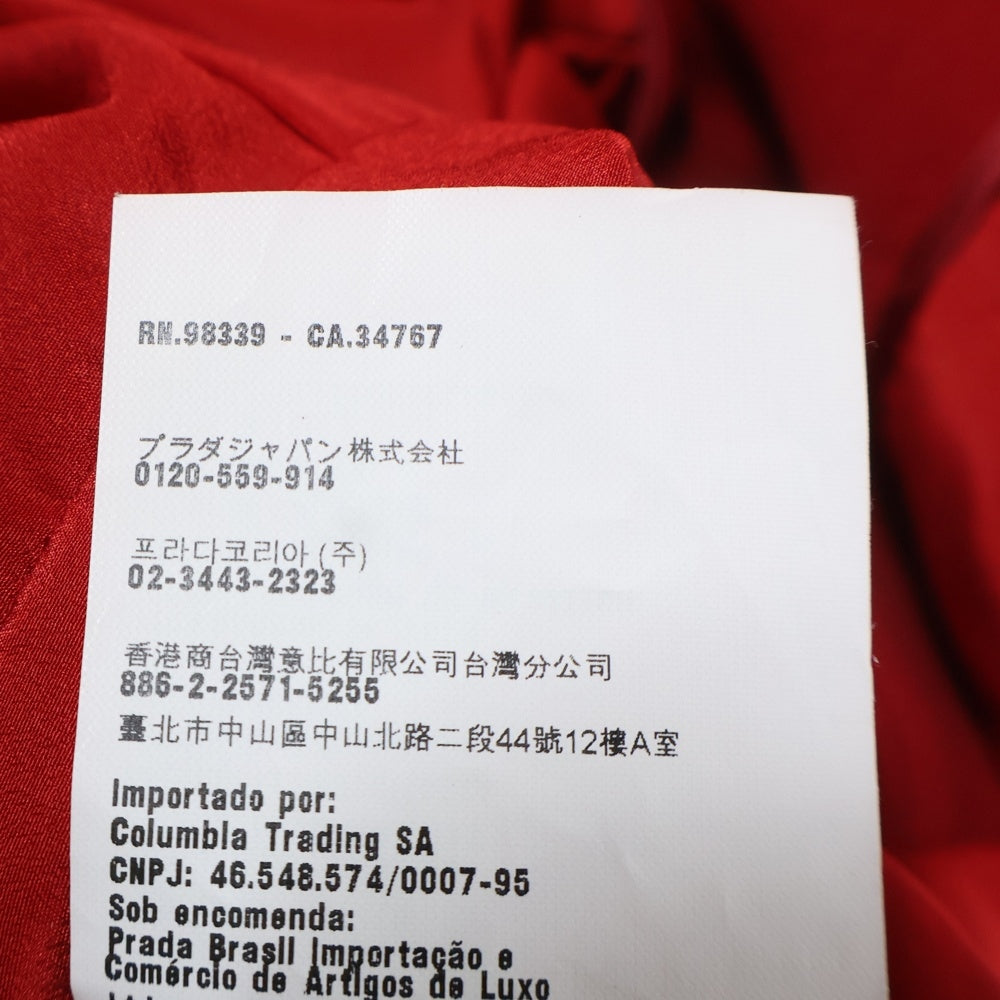 RN.98339 - CA.34767
プラダジャパン株式会社
0120-559-914
프라다코리아(주)
02-3443-2323
香港商台灣意比有限公司台灣分公司
886-2-2571-5255
臺北市中山區中山北路二段44號12樓A室
Importado por:
Columbia Trading SA
CNPJ: 46.548.574/0007-95
Sob encomenda:
Prada Brasil Importação e
Comércio de Artigos de Luxo